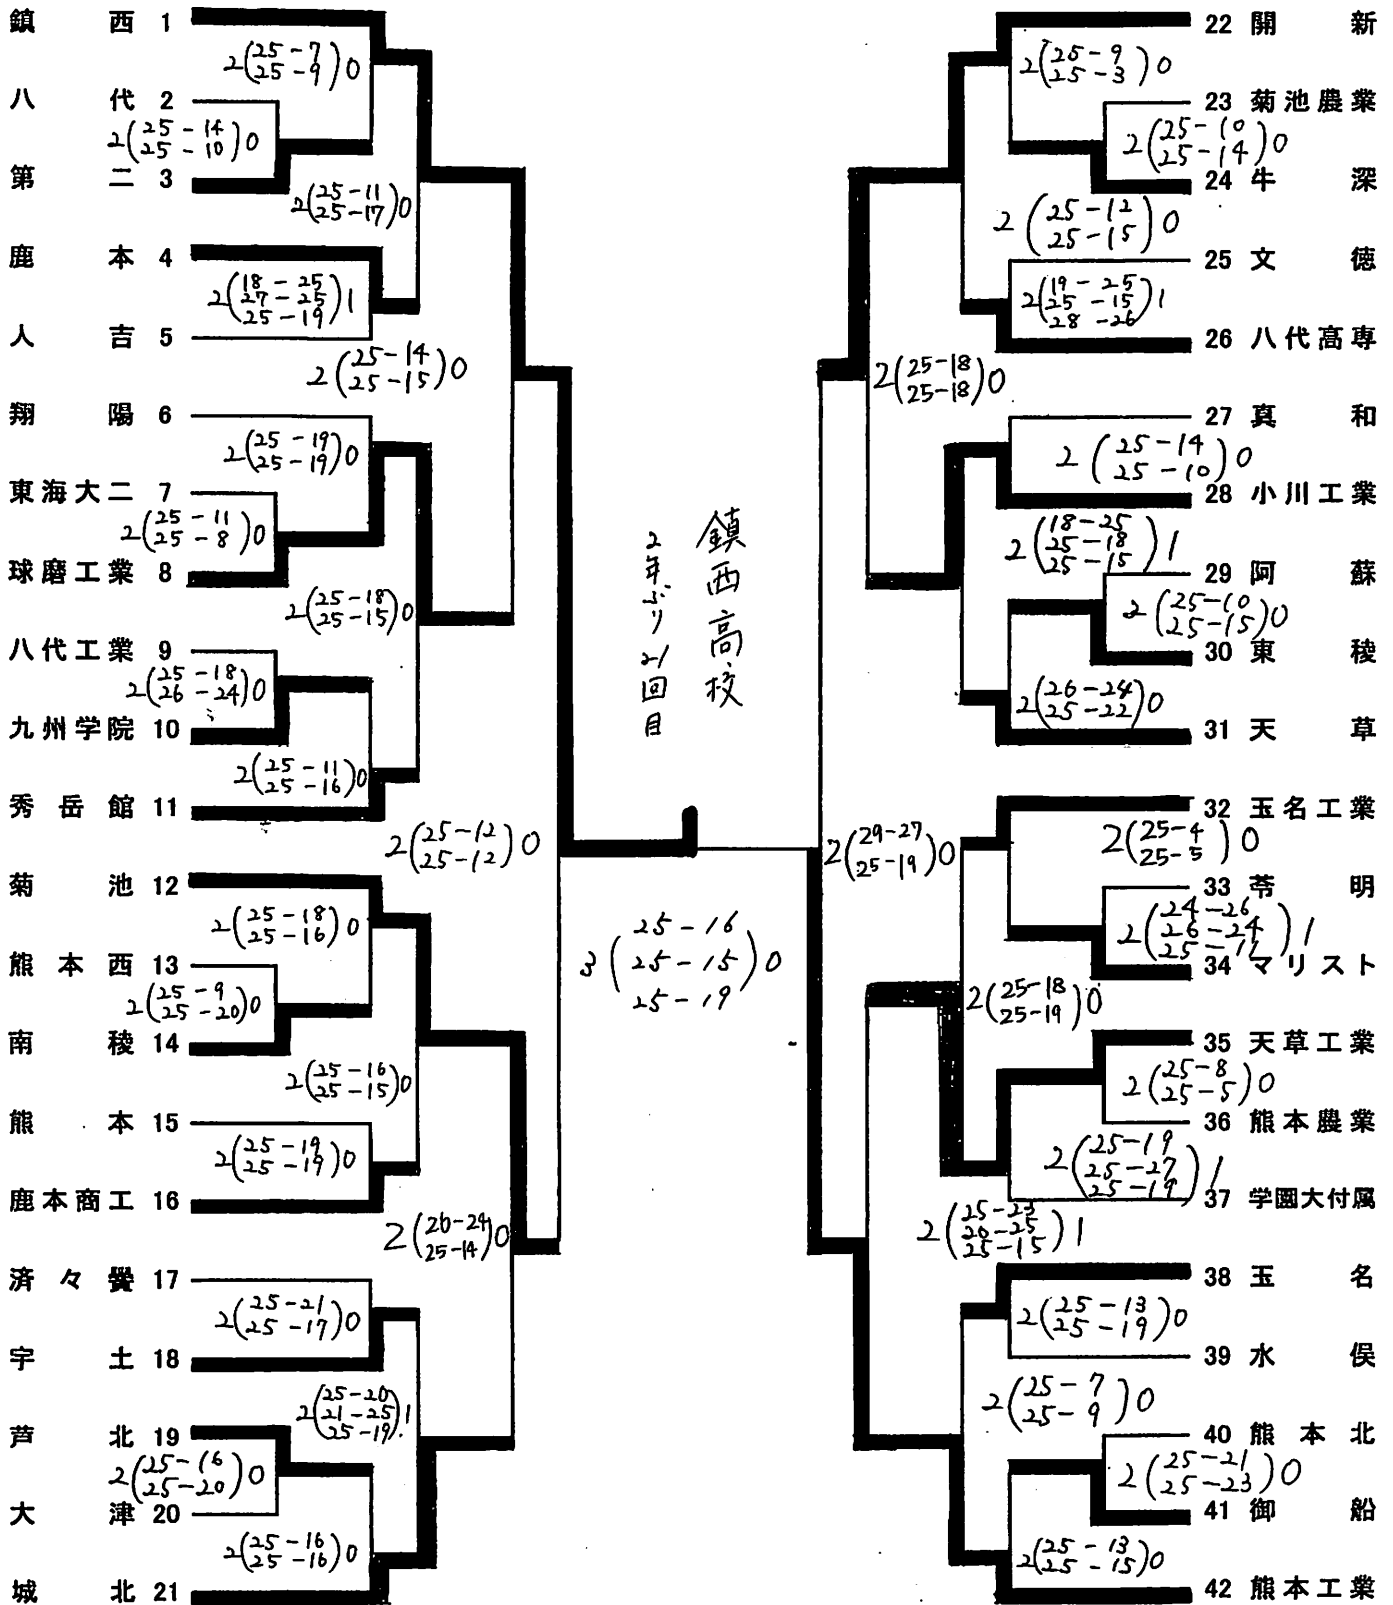 鎮西 1
2(25-7 25-9)0
八代 2
2(25-14 25-10)0
第二 3
2(25-11 25-17)0
鹿本 4
2(18-25 27-25 25-19)1
人吉 5
2(25-14 25-15)0
翔陽 6
2(25-19 25-19)0
東海大二 7
2(25-11 25-8)0
球磨工業 8
2(25-18 25-15)0
八代工業 9
2(25-18 26-24)0
九州学院 10
2(25-11 25-16)0
秀岳館 11
2(25-12 25-12)0
菊池 12
2(25-18 25-16)0
熊本西 13
2(25-9 25-20)0
南稜 14
2(25-16 25-15)0
熊本 15
2(25-19 25-19)0
鹿本商工 16
2(26-24 25-14)0
済々黌 17
2(25-21 25-17)0
宇土 18
2(25-20 21-25 25-19)1
芦北 19
2(25-16 25-20)0
大津 20
2(25-16 25-16)0
城北 21
鎮西高校
2年ぶり21回目
3(25-16 25-15 25-19)0
22 開新
2(25-9 25-3)0
23 菊池農業
2(25-10 25-14)0
24 牛深
2(25-12 25-15)0
25 文徳
2(19-25 25-15 28-26)1
26 八代高専
2(25-18 25-18)0
27 真和
2(25-14 25-10)0
28 小川工業
2(18-25 25-18 25-15)1
29 阿蘇
2(25-10 25-15)0
30 東稜
2(26-24 25-22)0
31 天草
2(29-27 25-19)0
32 玉名工業
2(25-4 25-5)0
33 苓明
2(24-26 26-24 25-17)1
34 マリスト
2(25-18 25-19)0
35 天草工業
2(25-8 25-5)0
36 熊本農業
2(25-19 25-27 25-19)1
37 学園大付属
2(25-23 20-25 25-15)1
38 玉名
2(25-13 25-19)0
39 水俣
2(25-7 25-9)0
40 熊本北
2(25-21 25-23)0
41 御船
2(25-13 25-15)0
42 熊本工業